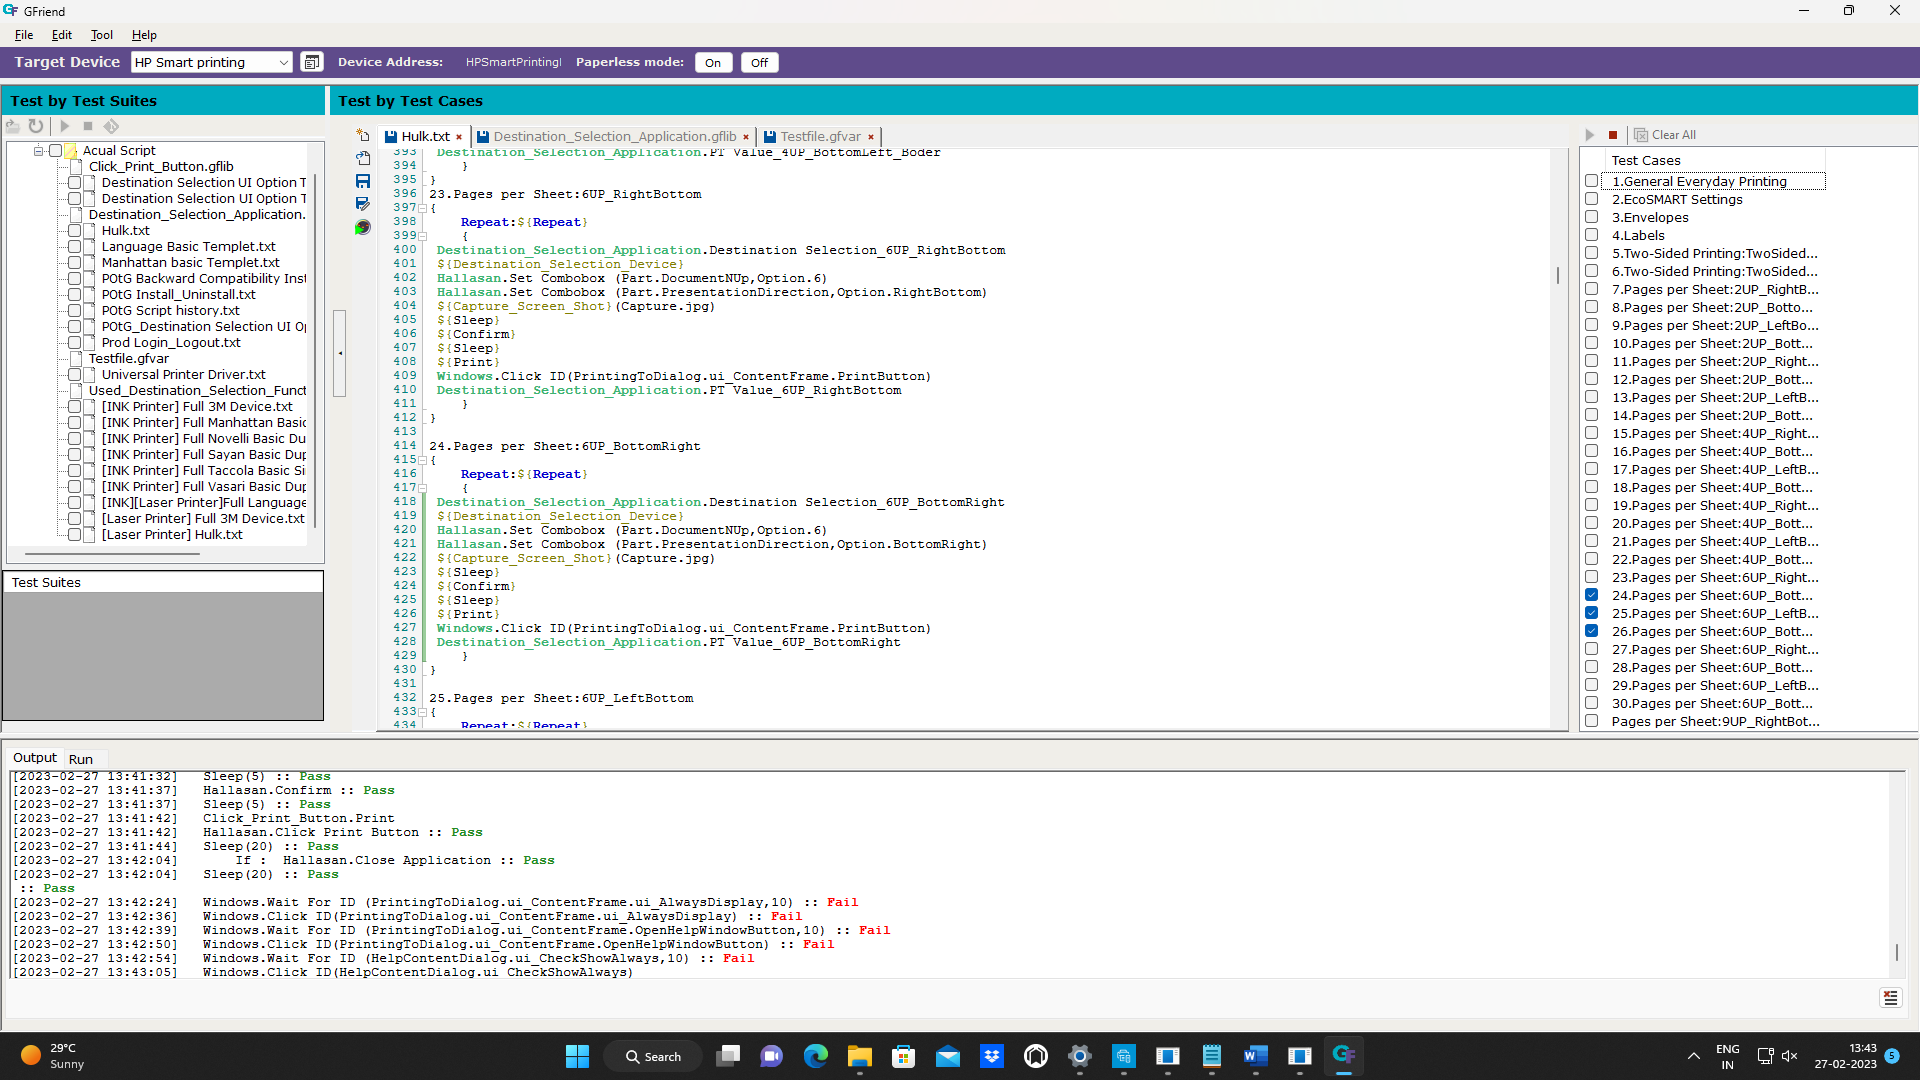 GFriend
File Edit Tool Help
Target Device HP Smart printing Device Address: HPSmartPrintingI Paperless mode: On Off
Test by Test Suites
Test by Test Cases
Acual Script
Click_Print_Button.gflib
Destination Selection UI Option T
Destination Selection UI Option T
Destination_Selection_Application.
Hulk.txt
Language Basic Templet.txt
Manhattan basic Templet.txt
POtG Backward Compatibility Inst
POtG Install_Uninstall.txt
POtG Script history.txt
POtG_Destination Selection UI Op
Prod Login_Logout.txt
Testfile.gfvar
Universal Printer Driver.txt
Used_Destination_Selection_Funct
[INK Printer] Full 3M Device.txt
[INK Printer] Full Manhattan Basic
[INK Printer] Full Novelli Basic Du
[INK Printer] Full Sayan Basic Dup
[INK Printer] Full Taccola Basic Si
[INK Printer] Full Vasari Basic Dup
[INK][Laser Printer]Full Language
[Laser Printer] Full 3M Device.txt
[Laser Printer] Hulk.txt
Test Suites
Hulk.txt × Destination_Selection_Application.gflib × Testfile.gfvar ×
393 Destination_Selection_Application.PT Value_4UP_BottomLeft_Boder
394 }
395 }
396 23.Pages per Sheet:6UP_RightBottom
397 {
398 Repeat:${Repeat}
399 {
400 Destination_Selection_Application.Destination Selection_6UP_RightBottom
401 ${Destination_Selection_Device}
402 Hallasan.Set Combobox (Part.DocumentNUp,Option.6)
403 Hallasan.Set Combobox (Part.PresentationDirection,Option.RightBottom)
404 ${Capture_Screen_Shot}(Capture.jpg)
405 ${Sleep}
406 ${Confirm}
407 ${Sleep}
408 ${Print}
409 Windows.Click ID(PrintingToDialog.ui_ContentFrame.PrintButton)
410 Destination_Selection_Application.PT Value_6UP_RightBottom
411 }
412 }
413
414 24.Pages per Sheet:6UP_BottomRight
415 {
416 Repeat:${Repeat}
417 {
418 Destination_Selection_Application.Destination Selection_6UP_BottomRight
419 ${Destination_Selection_Device}
420 Hallasan.Set Combobox (Part.DocumentNUp,Option.6)
421 Hallasan.Set Combobox (Part.PresentationDirection,Option.BottomRight)
422 ${Capture_Screen_Shot}(Capture.jpg)
423 ${Sleep}
424 ${Confirm}
425 ${Sleep}
426 ${Print}
427 Windows.Click ID(PrintingToDialog.ui_ContentFrame.PrintButton)
428 Destination_Selection_Application.PT Value_6UP_BottomRight
429 }
430 }
431
432 25.Pages per Sheet:6UP_LeftBottom
433 {
434 Repeat:${Repeat}
Clear All
Test Cases
1.General Everyday Printing
2.EcoSMART Settings
3.Envelopes
4.Labels
5.Two-Sided Printing:TwoSided...
6.Two-Sided Printing:TwoSided...
7.Pages per Sheet:2UP_RightB...
8.Pages per Sheet:2UP_Botto...
9.Pages per Sheet:2UP_LeftBo...
10.Pages per Sheet:2UP_Bott...
11.Pages per Sheet:2UP_Right...
12.Pages per Sheet:2UP_Bott...
13.Pages per Sheet:2UP_LeftB...
14.Pages per Sheet:2UP_Bott...
15.Pages per Sheet:4UP_Right...
16.Pages per Sheet:4UP_Bott...
17.Pages per Sheet:4UP_LeftB...
18.Pages per Sheet:4UP_Bott...
19.Pages per Sheet:4UP_Right...
20.Pages per Sheet:4UP_Bott...
21.Pages per Sheet:4UP_LeftB...
22.Pages per Sheet:4UP_Bott...
23.Pages per Sheet:6UP_Right...
24.Pages per Sheet:6UP_Bott...
25.Pages per Sheet:6UP_LeftB...
26.Pages per Sheet:6UP_Bott...
27.Pages per Sheet:6UP_Right...
28.Pages per Sheet:6UP_Bott...
29.Pages per Sheet:6UP_LeftB...
30.Pages per Sheet:6UP_Bott...
Pages per Sheet:9UP_RightBot...
Output Run
[2023-02-27 13:41:32] Sleep(5) :: Pass
[2023-02-27 13:41:37] Hallasan.Confirm :: Pass
[2023-02-27 13:41:37] Sleep(5) :: Pass
[2023-02-27 13:41:42] Click_Print_Button.Print
[2023-02-27 13:41:42] Hallasan.Click Print Button :: Pass
[2023-02-27 13:41:44] Sleep(20) :: Pass
[2023-02-27 13:42:04] If : Hallasan.Close Application :: Pass
[2023-02-27 13:42:04] Sleep(20) :: Pass
:: Pass
[2023-02-27 13:42:24] Windows.Wait For ID (PrintingToDialog.ui_ContentFrame.ui_AlwaysDisplay,10) :: Fail
[2023-02-27 13:42:36] Windows.Click ID(PrintingToDialog.ui_ContentFrame.ui_AlwaysDisplay) :: Fail
[2023-02-27 13:42:39] Windows.Wait For ID (PrintingToDialog.ui_ContentFrame.OpenHelpWindowButton,10) :: Fail
[2023-02-27 13:42:50] Windows.Click ID(PrintingToDialog.ui_ContentFrame.OpenHelpWindowButton) :: Fail
[2023-02-27 13:42:54] Windows.Wait For ID (HelpContentDialog.ui_CheckShowAlways,10) :: Fail
[2023-02-27 13:43:05] Windows.Click ID(HelpContentDialog.ui_CheckShowAlways)
29°C
Sunny
Search
ENG
IN
13:43
27-02-2023
5